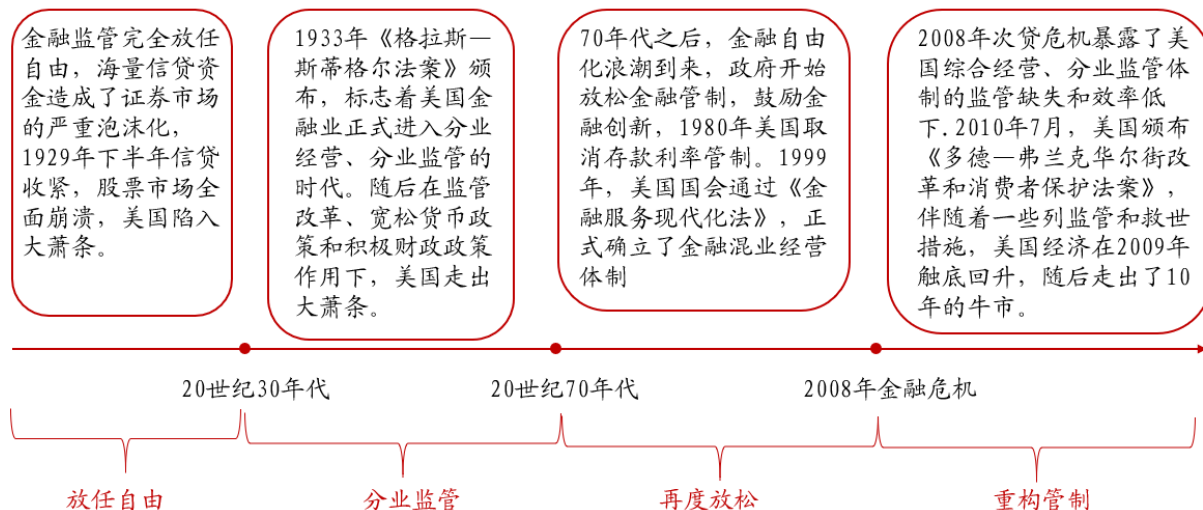 金融监管完全放任
自由，海量信贷资
金造成了证券市场
的严重泡沫化，
1929年下半年信贷
收紧，股票市场全
面崩溃，美国陷入
大萧条。
1933年《格拉斯—
斯蒂格尔法案》颁
布，标志着美国金
融业正式进入分业
经营、分业监管的
时代。随后在监管
改革、宽松货币政
策和积极财政政策
作用下，美国走出
大萧条。
70年代之后，金融自由
化浪潮到来，政府开始
放松金融管制，鼓励金
融创新，1980年美国取
消存款利率管制。1999
年，美国国会通过《金
融服务现代化法》，正
式确立了金融混业经营
体制
2008年次贷危机暴露了美
国综合经营、分业监管体
制的监管缺失和效率低
下.2010年7月，美国颁布
《多德—弗兰克华尔街改
革和消费者保护法案》，
伴随着一些列监管和救世
措施，美国经济在2009年
触底回升，随后走出了10
年的牛市。
20世纪30年代
20世纪70年代
2008年金融危机
放任自由
分业监管
再度放松
重构管制